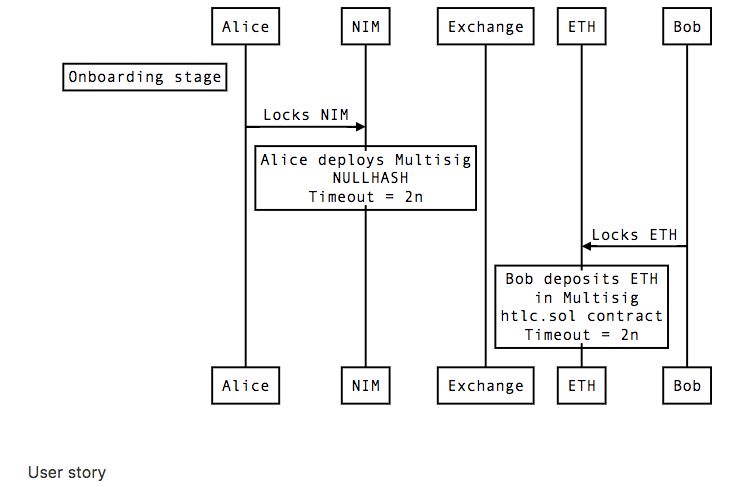 Alice NIM Exchange ETH Bob
Onboarding stage
Locks NIM
Alice deploys Multisig
NULLHASH
Timeout = 2n
Locks ETH
Bob deposits ETH
in Multisig
htlc.sol contract
Timeout = 2n
Alice NIM Exchange ETH Bob
User story